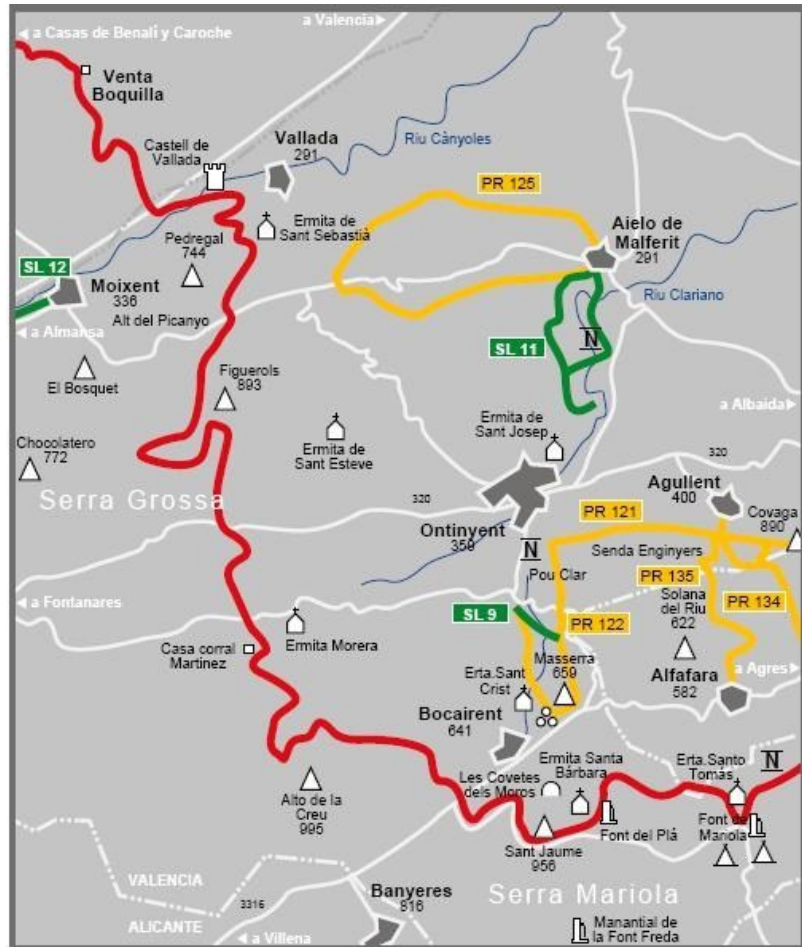 a Casas de Benali y Caroche
a Valencia
Venta
Boquilla
Castell de
Vallada
Vallada
291
Riu Cànyoles
PR 125
Ermita de
Sant Sebastià
Aielo de
Malferit
291
Pedregal
744
SL 12
Moixent
336
Alt del Picanyo
Riu Clariano
N
SL 11
a Almansa
El Bosquet
Figuerols
893
a Albaida
Ermita de
Sant Josep
Ermita de
Sant Esteve
Chocolatero
772
320
Serra Grossa
320
Agullent
400
Covaga
890
PR 121
Ontinyent
359
N
Senda Enginyers
Pou Clar
PR 135
Solana
del Riu
622
PR 134
a Fontanares
SL 9
PR 122
Ermita Morera
Casa corral
Martinez
Masserra
659
Erta.Sant
Crist
a Agres
Alfafara
582
Bocairent
641
Ermita Santa
Bárbara
Erta.Santo
Tomás
N
Les Covetes
dels Moros
Alto de la
Creu
995
Font del Plá
Font de
Mariola
Sant Jaume
956
VALENCIA
ALICANTE
3316
Banyeres
816
Serra Mariola
a Villena
Manantial de
la Font Freda